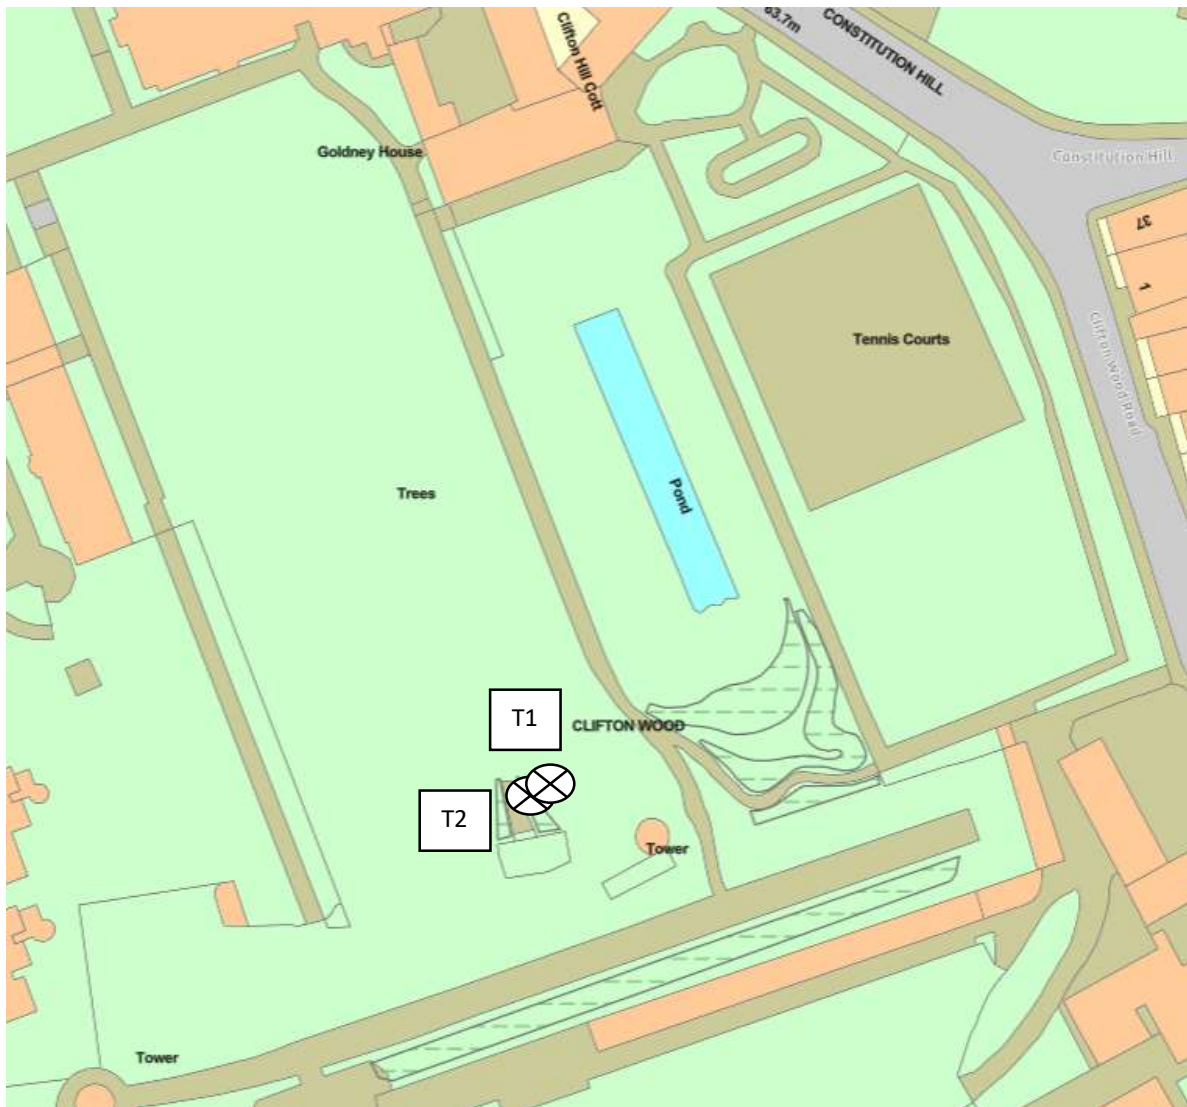 63.7m
CONSTITUTION HILL
Clifton Hill Cott
Goldney House
Constitution Hill
37
1
Clifton Wood Road
Tennis Courts
Trees
Pond
T1
CLIFTON WOOD
T2
Tower
Tower